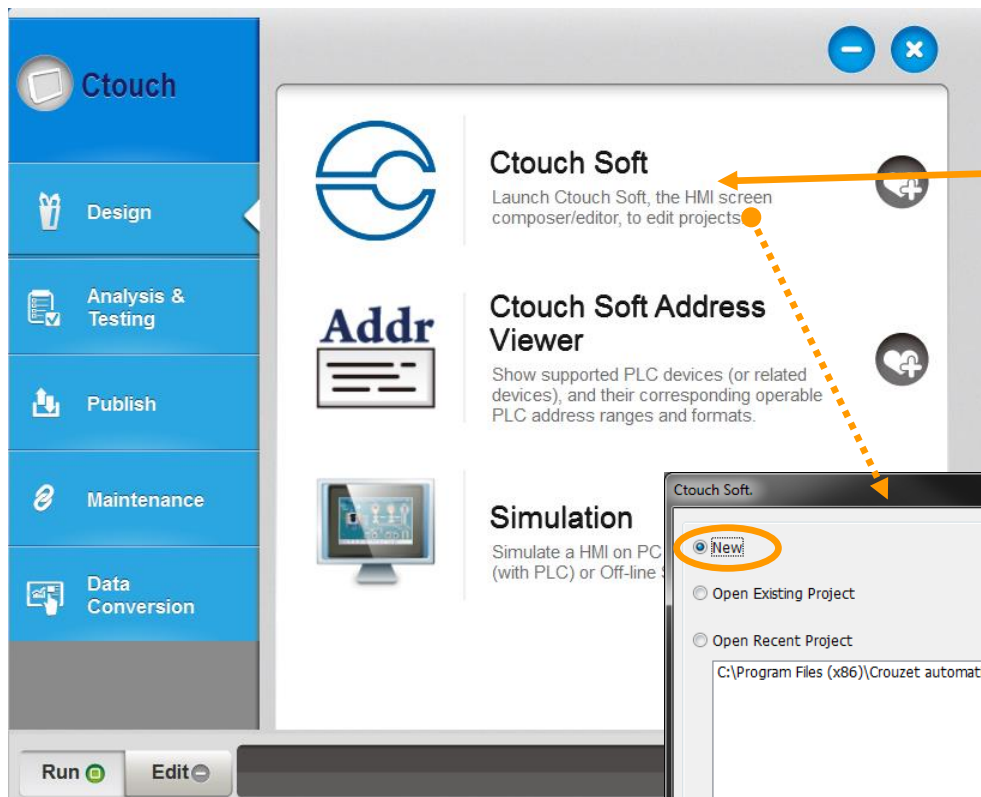 Ctouch
Design
Analysis &
Testing
Publish
Maintenance
Data
Conversion
Ctouch Soft
Launch Ctouch Soft, the HMI screen
composer/editor, to edit projects
Addr
Ctouch Soft Address
Viewer
Show supported PLC devices (or related
devices), and their corresponding operable
PLC address ranges and formats.
Simulation
Simulate a HMI on PC
(with PLC) or Off-line
Ctouch Soft.
New
Open Existing Project
Open Recent Project
C:\Program Files (x86)\Crouzet automat
Run
Edit